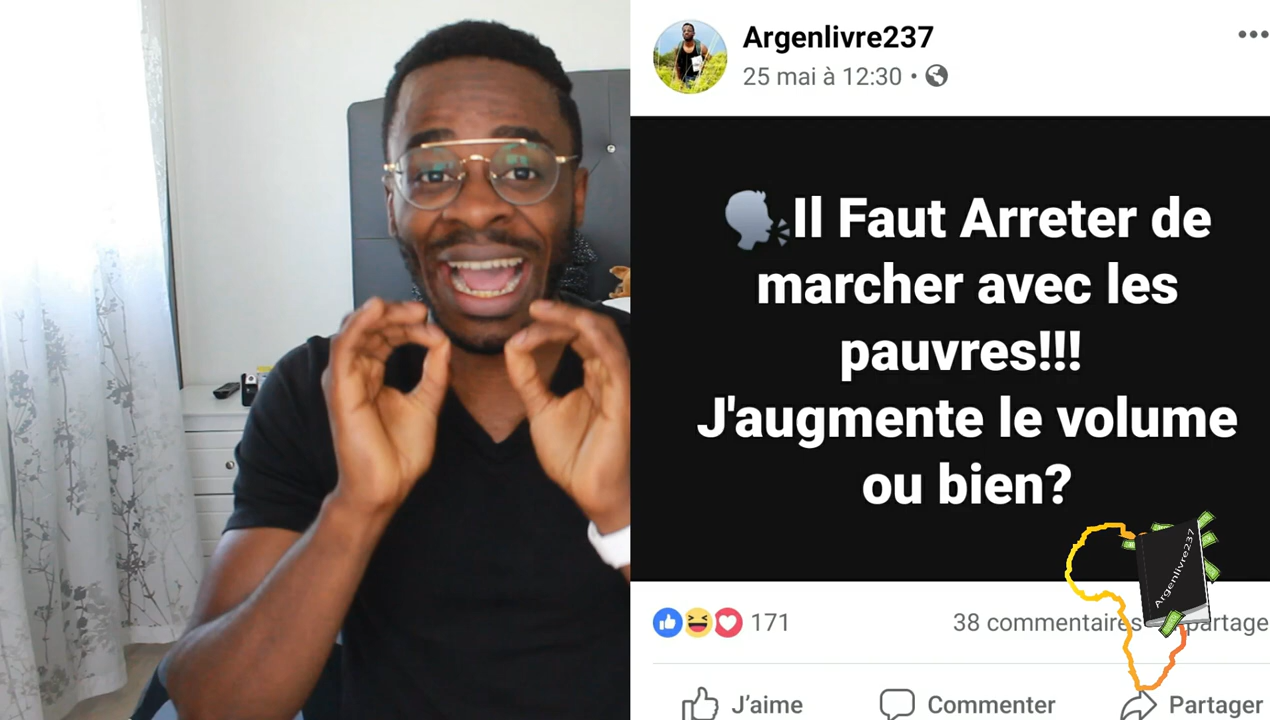 Argenlivre237
25 mai à 12:30
Il Faut Arreter de
marcher avec les
pauvres!!!
J'augmente le volume
ou bien?
Argenlivre237
171
38 commentaires partage
J'aime
Commenter
Partager